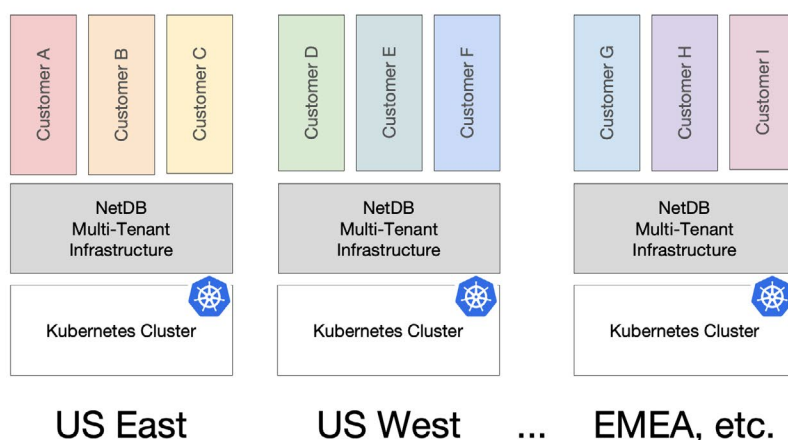 Customer A
Customer B
Customer C
Customer D
Customer E
Customer F
Customer G
Customer H
Customer I
NetDB
Multi-Tenant
Infrastructure
NetDB
Multi-Tenant
Infrastructure
NetDB
Multi-Tenant
Infrastructure
Kubernetes Cluster
Kubernetes Cluster
Kubernetes Cluster
US East
US West
...
EMEA, etc.